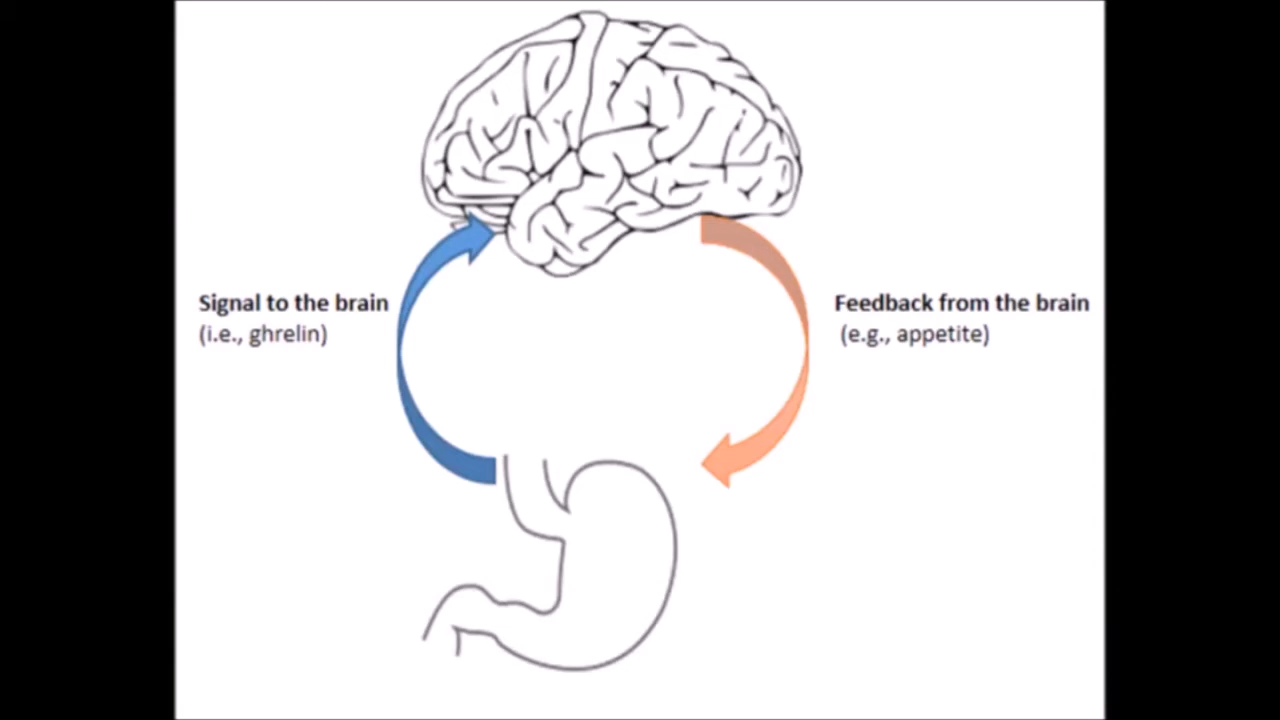 Signal to the brain
(i.e., ghrelin)
Feedback from the brain
(e.g., appetite)